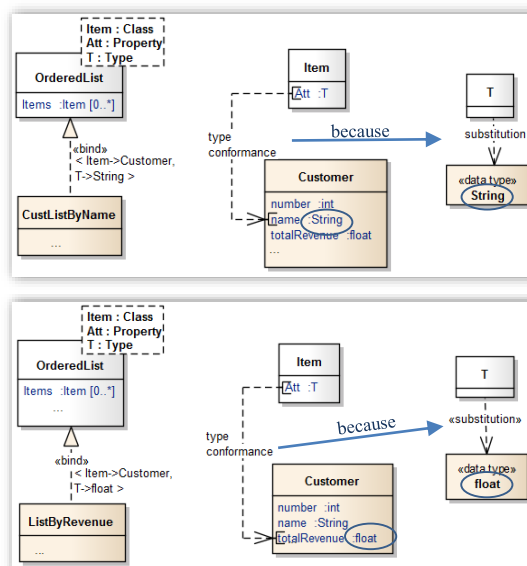 Item : Class
Att : Property
T : Type
OrderedList
Items :Item [0..*]
«bind»
< Item->Customer,
T->String >
CustListByName
...
Item
Att :T
type
conformance
because
Customer
number :int
name :String
totalRevenue :float
...
T
substitution
«data type»
String
Item : Class
Att : Property
T : Type
OrderedList
Items :Item [0..*]
...
«bind»
< Item->Customer,
T->float >
ListByRevenue
...
Item
Att :T
type
conformance
because
Customer
number :int
name :String
totalRevenue :float
T
«substitution»
«data type»
float